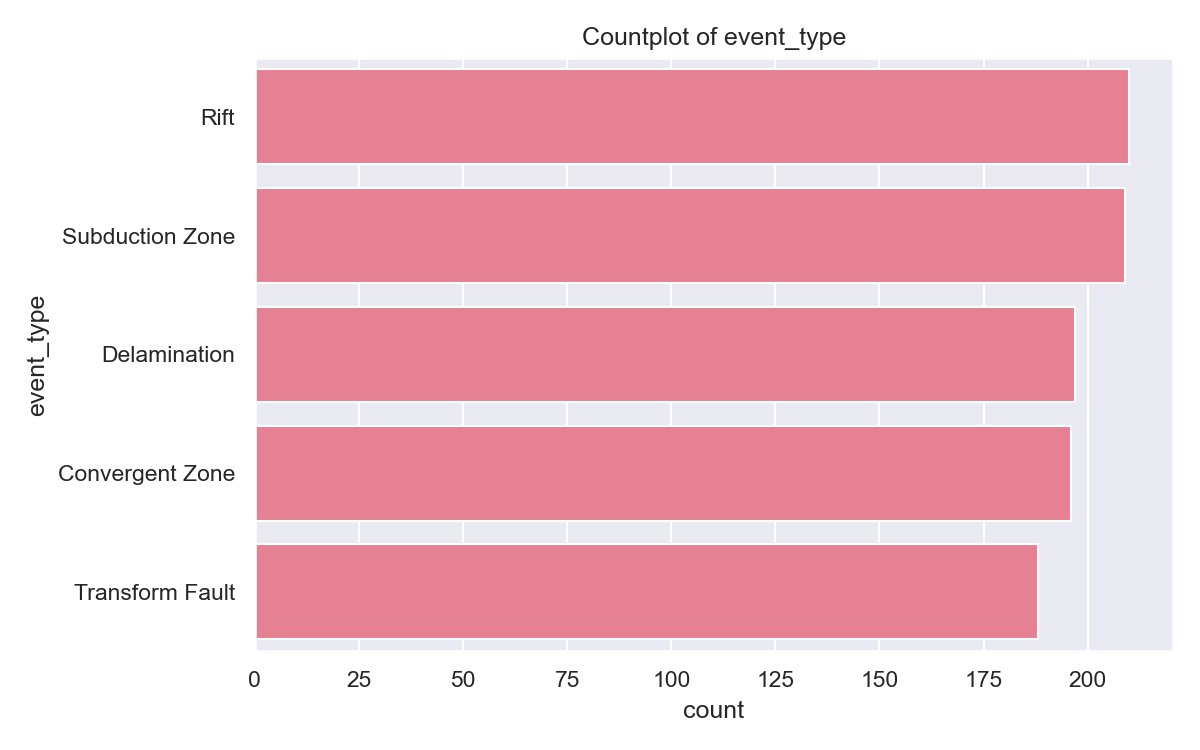 Countplot of event_type
Rift
Subduction Zone
Delamination
Convergent Zone
Transform Fault
event_type
0 25 50 75 100 125 150 175 200
count